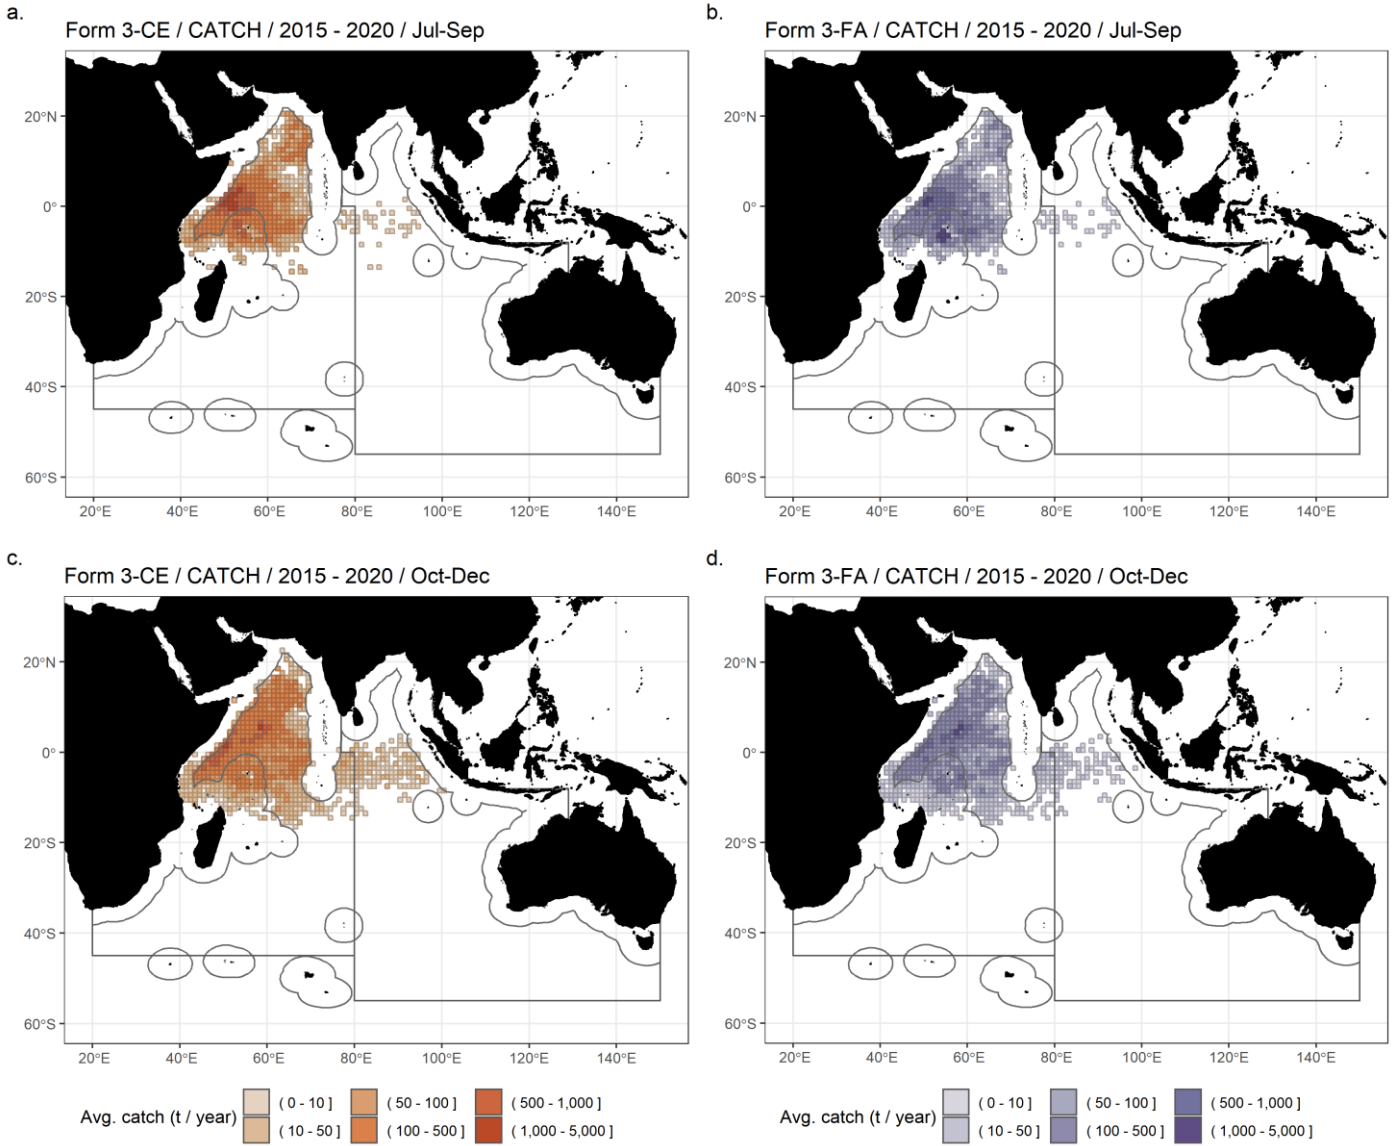 a.
Form 3-CE / CATCH / 2015 - 2020 / Jul-Sep
20°N
0°
20°S
40°S
60°S
20°E 40°E 60°E 80°E 100°E 120°E 140°E
b.
Form 3-FA / CATCH / 2015 - 2020 / Jul-Sep
20°N
0°
20°S
40°S
60°S
20°E 40°E 60°E 80°E 100°E 120°E 140°E
c.
Form 3-CE / CATCH / 2015 - 2020 / Oct-Dec
20°N
0°
20°S
40°S
60°S
20°E 40°E 60°E 80°E 100°E 120°E 140°E
d.
Form 3-FA / CATCH / 2015 - 2020 / Oct-Dec
20°N
0°
20°S
40°S
60°S
20°E 40°E 60°E 80°E 100°E 120°E 140°E
Avg. catch (t / year)
( 0 - 10 ] ( 50 - 100 ] ( 500 - 1,000 ]
( 10 - 50 ] ( 100 - 500 ] ( 1,000 - 5,000 ]
Avg. catch (t / year)
( 0 - 10 ] ( 50 - 100 ] ( 500 - 1,000 ]
( 10 - 50 ] ( 100 - 500 ] ( 1,000 - 5,000 ]